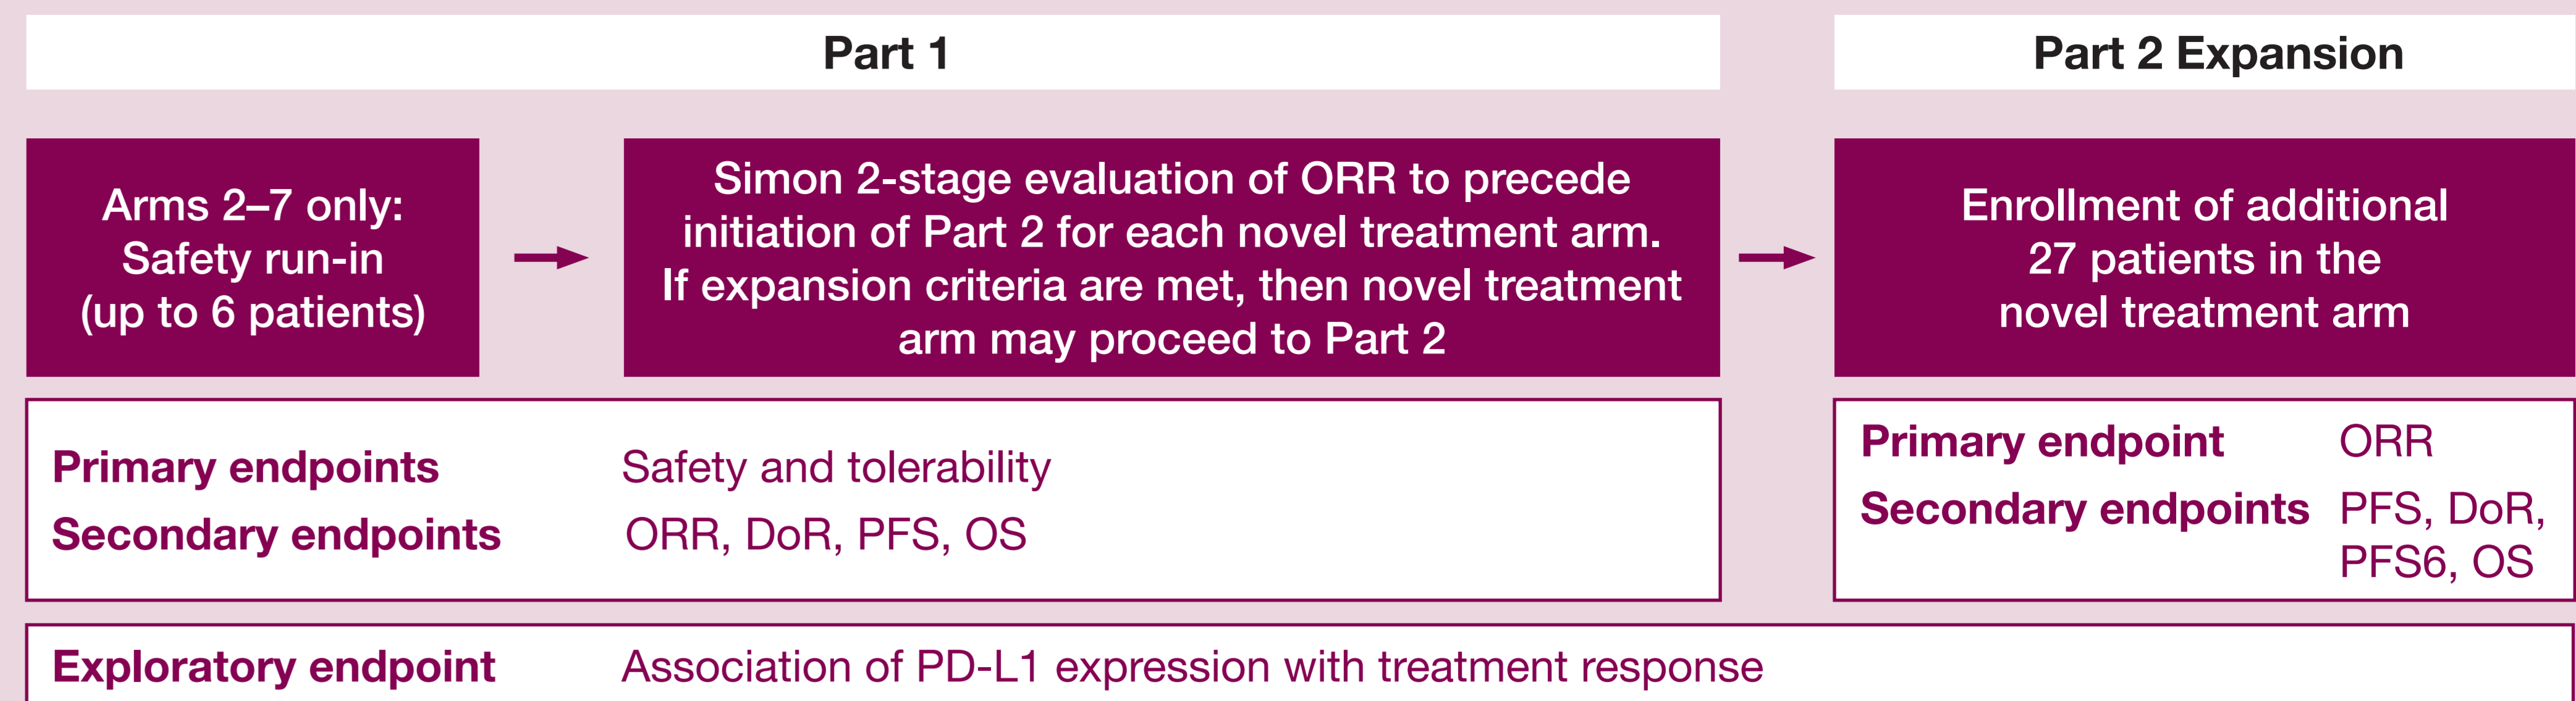 Part 1
Part 2 Expansion
Arms 2–7 only:
Safety run-in
(up to 6 patients)
Simon 2-stage evaluation of ORR to precede
initiation of Part 2 for each novel treatment arm.
If expansion criteria are met, then novel treatment
arm may proceed to Part 2
Enrollment of additional
27 patients in the
novel treatment arm
Primary endpoints Safety and tolerability
Secondary endpoints ORR, DoR, PFS, OS
Primary endpoint ORR
Secondary endpoints PFS, DoR,
PFS6, OS
Exploratory endpoint Association of PD-L1 expression with treatment response